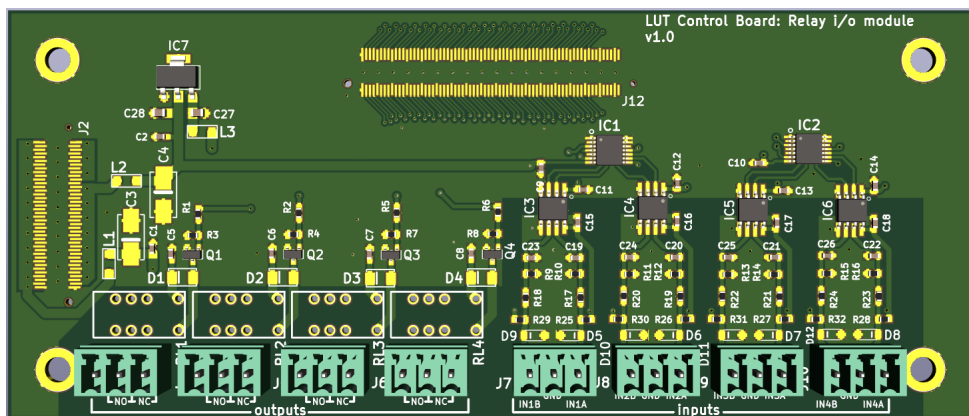 LUT Control Board: Relay i/o module
v1.0
IC7
J12
C28
C27
L3
C2
J2
IC1
IC2
C4
L2
C9
C12
C10
C14
C11
C13
C3
R1
R2
R5
R6
IC3
IC4
IC5
IC6
C15
C16
C17
C18
L1
C1
C5
R3
Q1
C6
R4
Q2
C7
R7
Q3
C8
R8
Q4
C23
C19
C24
C20
C25
C21
C26
C22
D1
D2
D3
D4
R9
R10
R11
R12
R13
R14
R15
R16
R18
R17
R20
R19
R22
R21
R24
R23
R29
R25
R30
R26
R31
R27
R32
R28
D9
D5
D10
D6
D11
D7
D12
D8
RL2
RL3
RL4
J6
J7
J8
NO
NC
NO
NC
NO
NC
NO
NC
IN1B
GND
IN1A
IN2B
GND
IN2A
IN3B
GND
IN3A
IN4B
GND
IN4A
outputs
inputs